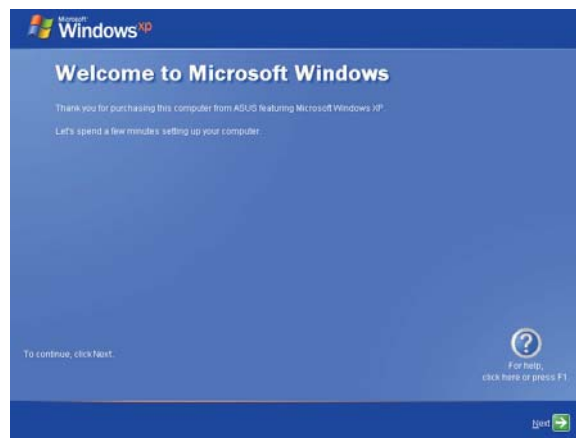 Microsoft
Windows xp
Welcome to Microsoft Windows
Thank you for purchasing this computer from ASUS featuring Microsoft Windows XP.
Let's spend a few minutes setting up your computer.
To continue, click Next.
For help,
click here or press F1.
Next